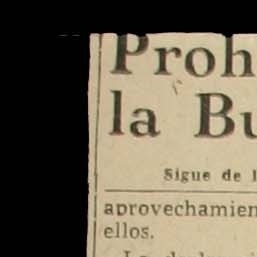 Proh
la Bu
Sigue de l
aprovechamien
ellos.